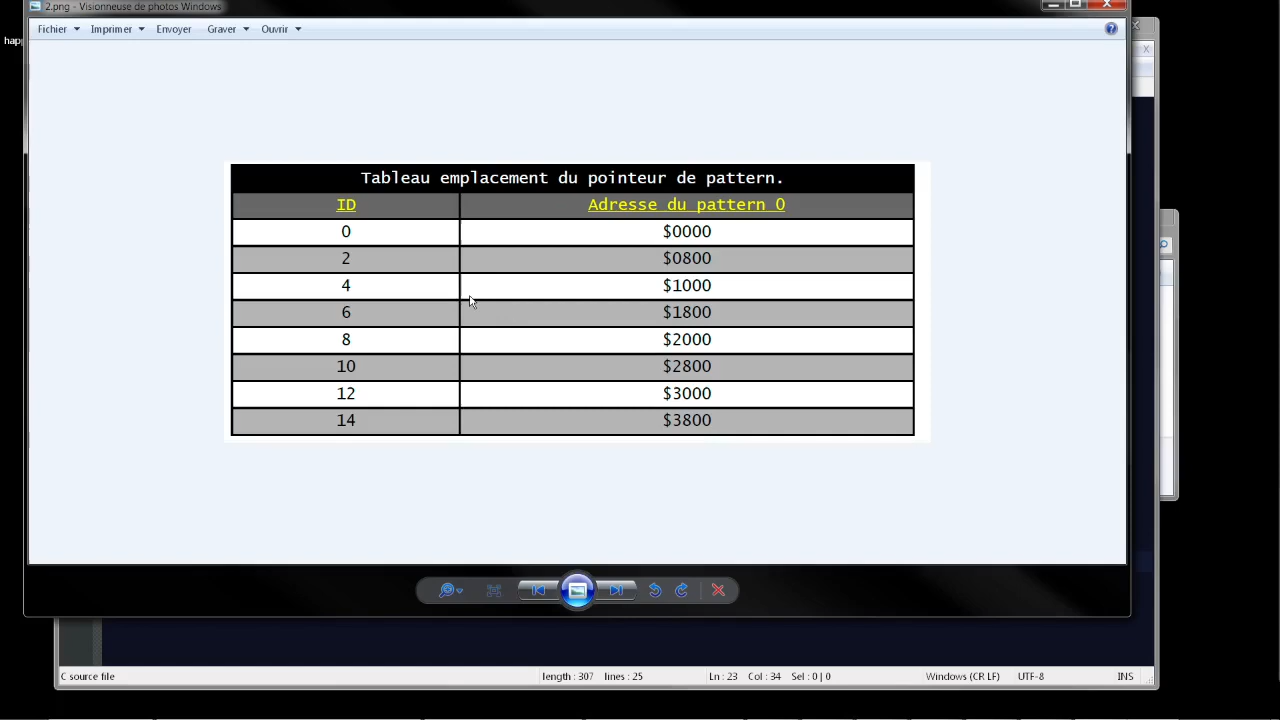 2.png - Visionneuse de photos Windows
Fichier Imprimer Envoyer Graver Ouvrir
happ
Tableau emplacement du pointeur de pattern.
ID Adresse du pattern 0
0 $0000
2 $0800
4 $1000
6 $1800
8 $2000
10 $2800
12 $3000
14 $3800
C source file length : 307 lines : 25 Ln : 23 Col : 34 Sel : 0 | 0 Windows (CR LF) UTF-8 INS